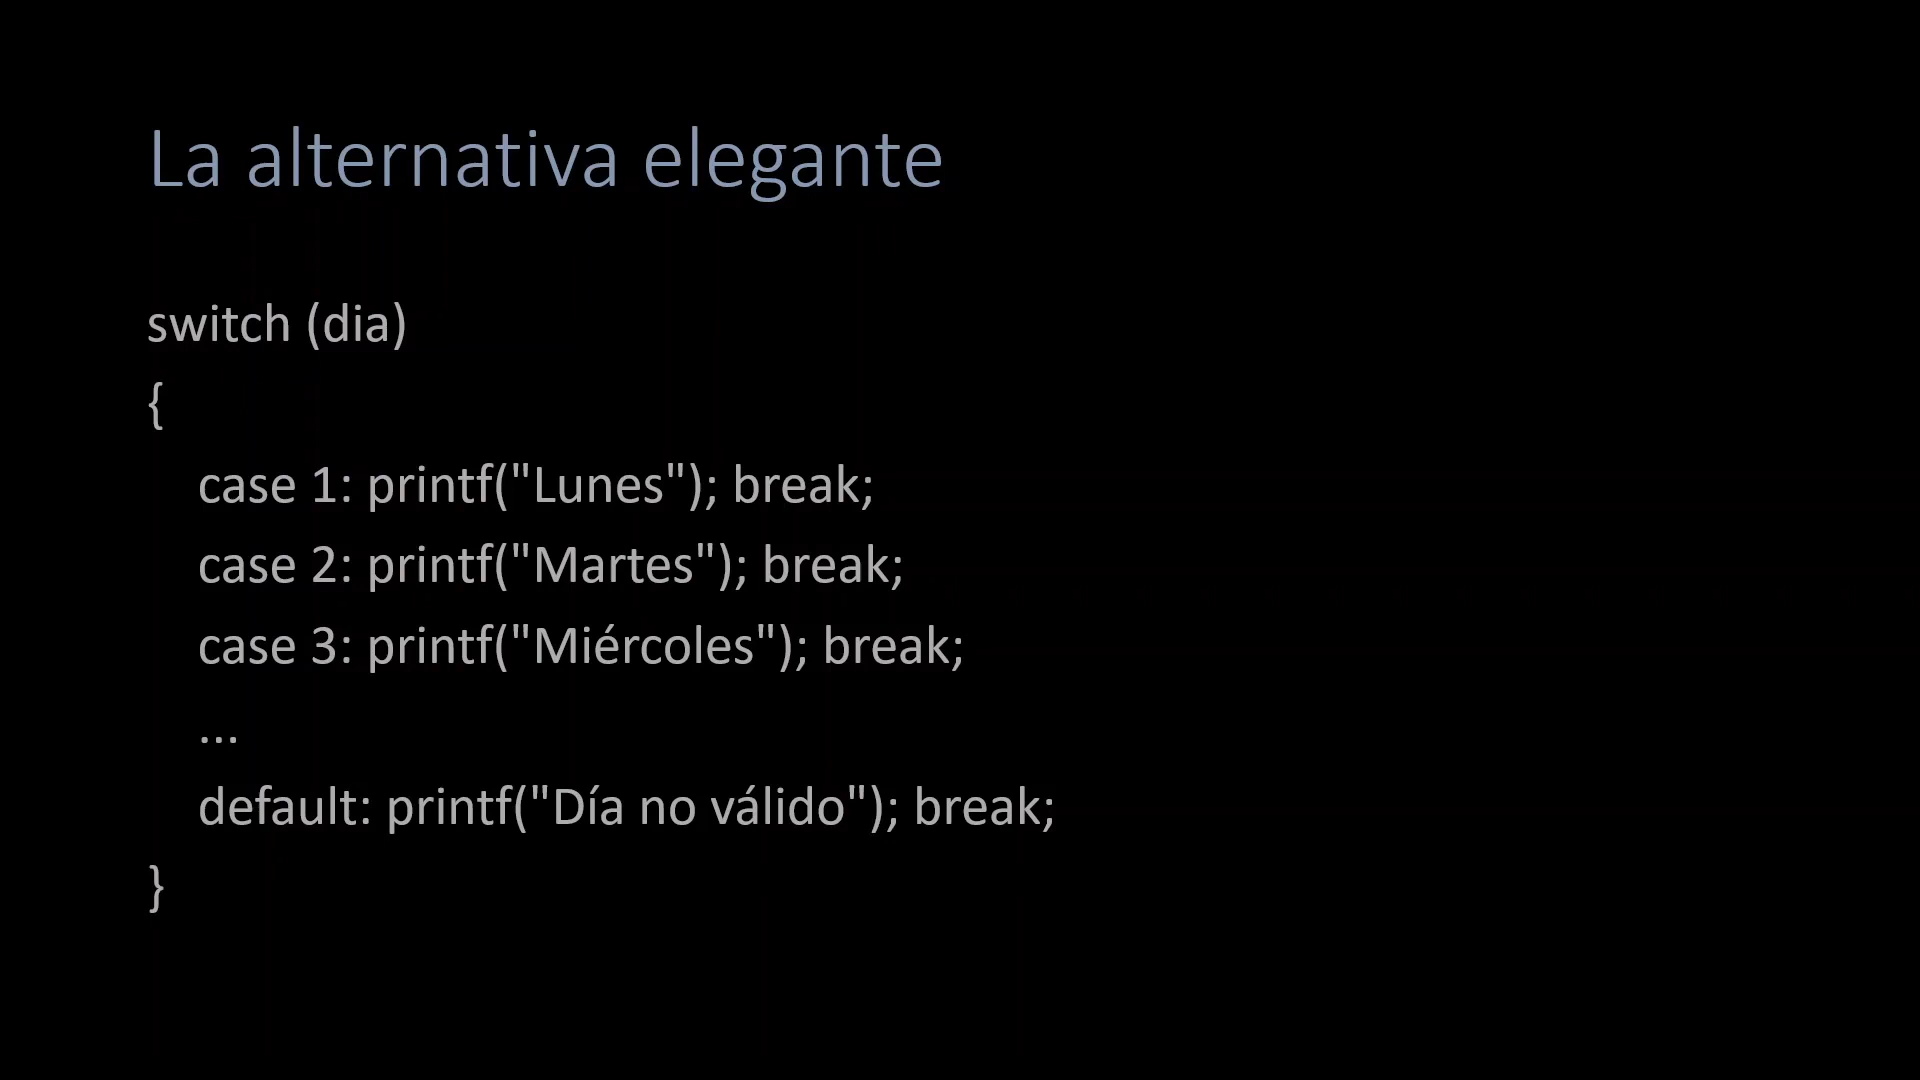 La alternativa elegante
switch (dia)
{
case 1: printf("Lunes"); break;
case 2: printf("Martes"); break;
case 3: printf("Miércoles"); break;
...
default: printf("Día no válido"); break;
}